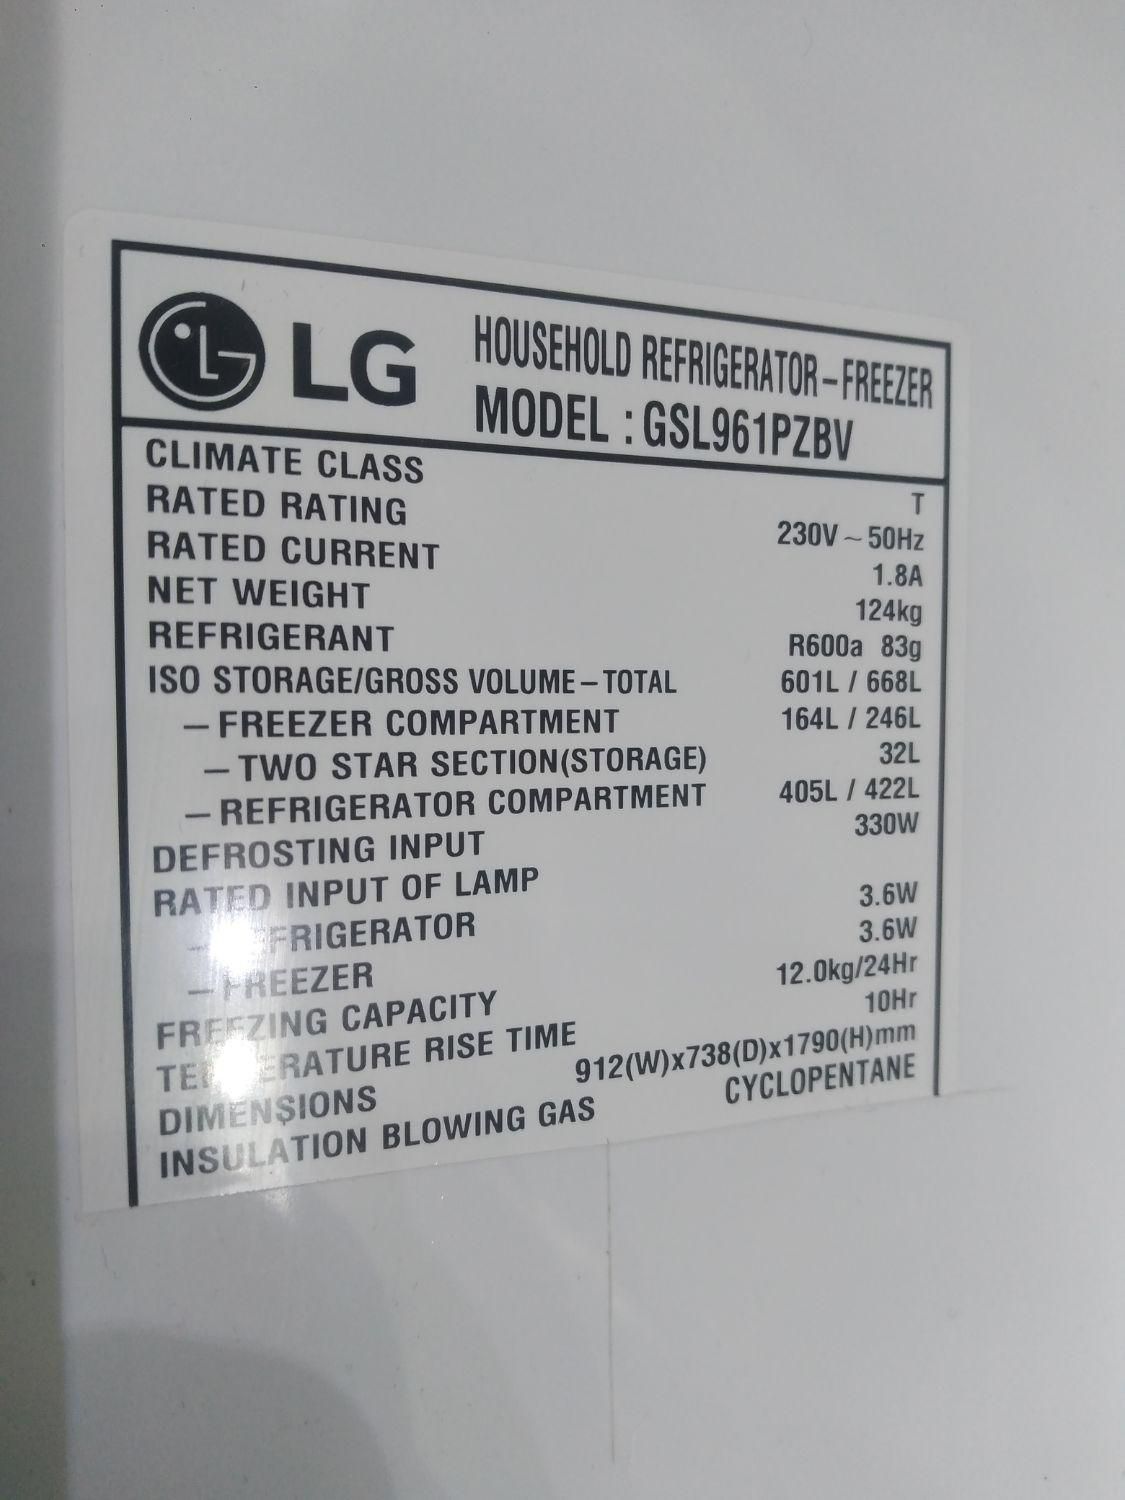 LG
HOUSEHOLD REFRIGERATOR-FREEZER
MODEL : GSL961PZBV
CLIMATE CLASS T
RATED RATING 230V ~ 50Hz
RATED CURRENT 1.8A
NET WEIGHT 124kg
REFRIGERANT R600a 83g
ISO STORAGE/GROSS VOLUME-TOTAL 601L / 668L
-FREEZER COMPARTMENT 164L / 246L
-TWO STAR SECTION(STORAGE) 32L
-REFRIGERATOR COMPARTMENT 405L / 422L
DEFROSTING INPUT 330W
RATED INPUT OF LAMP
-REFRIGERATOR 3.6W
-FREEZER 3.6W
FREEZING CAPACITY 12.0kg/24Hr
TEMPERATURE RISE TIME 10Hr
DIMENSIONS 912(W)x738(D)x1790(H)mm
INSULATION BLOWING GAS CYCLOPENTANE